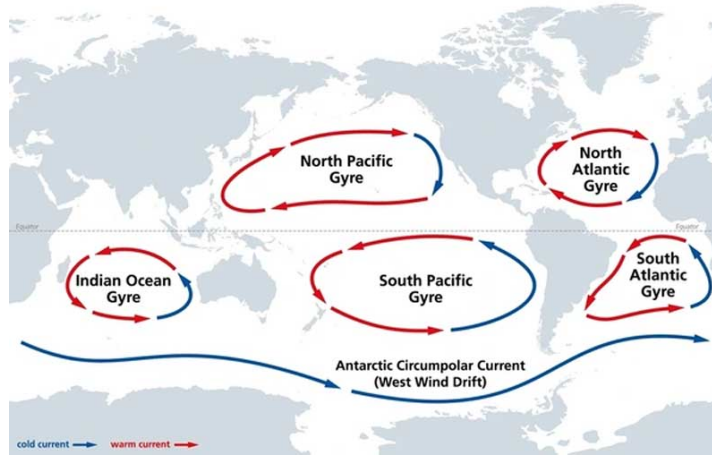 North Pacific
Gyre
North
Atlantic
Gyre
Equator
Equator
Indian Ocean
Gyre
South Pacific
Gyre
South
Atlantic
Gyre
Antarctic Circumpolar Current
(West Wind Drift)
cold current
warm current